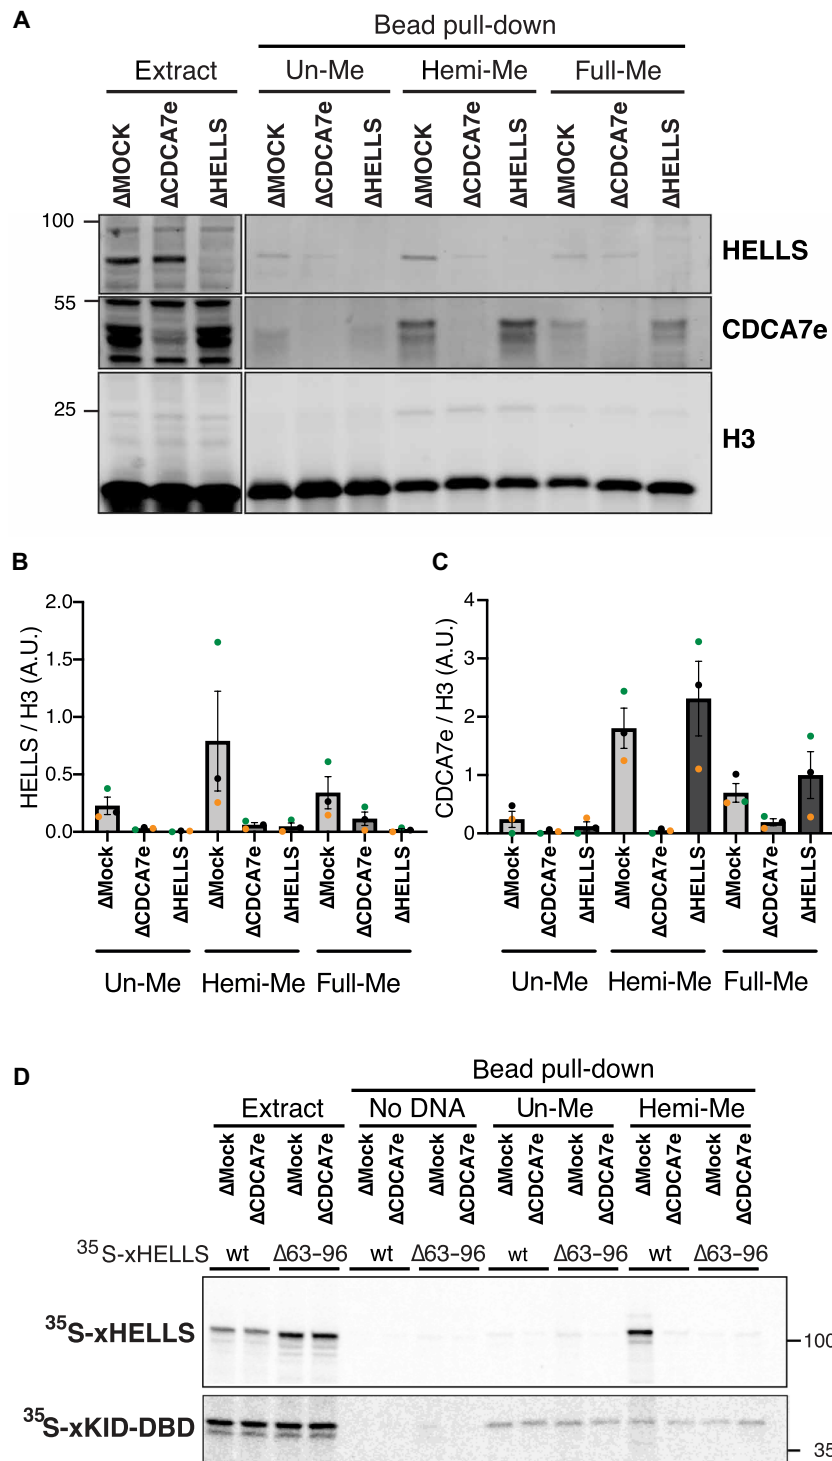 A
Bead pull-down
Extract Un-Me Hemi-Me Full-Me
ΔMOCK ΔCDCA7e ΔHELLS ΔMOCK ΔCDCA7e ΔHELLS ΔMOCK ΔCDCA7e ΔHELLS ΔMOCK ΔCDCA7e ΔHELLS
100
HELLS
55
CDCA7e
25
H3
B
HELLS / H3 (A.U.)
2.0
1.5
1.0
0.5
0.0
ΔMock ΔCDCA7e ΔHELLS ΔMock ΔCDCA7e ΔHELLS ΔMock ΔCDCA7e ΔHELLS
Un-Me Hemi-Me Full-Me
C
CDCA7e / H3 (A.U.)
4
3
2
1
0
ΔMock ΔCDCA7e ΔHELLS ΔMock ΔCDCA7e ΔHELLS ΔMock ΔCDCA7e ΔHELLS
Un-Me Hemi-Me Full-Me
D
Bead pull-down
Extract No DNA Un-Me Hemi-Me
ΔMock ΔCDCA7e ΔMock ΔCDCA7e ΔMock ΔCDCA7e ΔMock ΔCDCA7e ΔMock ΔCDCA7e ΔMock ΔCDCA7e ΔMock ΔCDCA7e ΔMock ΔCDCA7e
35S-xHELLS wt Δ63–96 wt Δ63–96 wt Δ63–96 wt Δ63–96
35S-xHELLS
100
35S-xKID-DBD
35